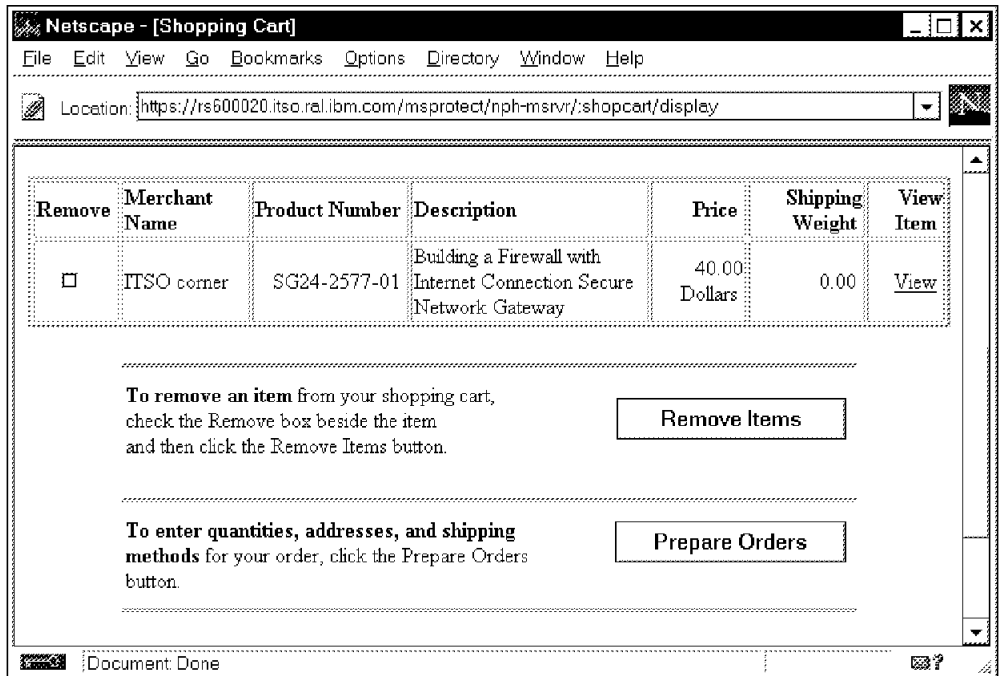 Netscape - [Shopping Cart]
File Edit View Go Bookmarks Options Directory Window Help
Location: https://rs600020.itso.ral.ibm.com/msprotect/nph-msrvr/;shopcart/display
N
Remove Merchant Name Product Number Description Price Shipping Weight View Item
ITSO corner SG24-2577-01 Building a Firewall with Internet Connection Secure Network Gateway 40.00 Dollars 0.00 View
To remove an item from your shopping cart,
check the Remove box beside the item
and then click the Remove Items button.
Remove Items
To enter quantities, addresses, and shipping
methods for your order, click the Prepare Orders
button.
Prepare Orders
Document: Done
?